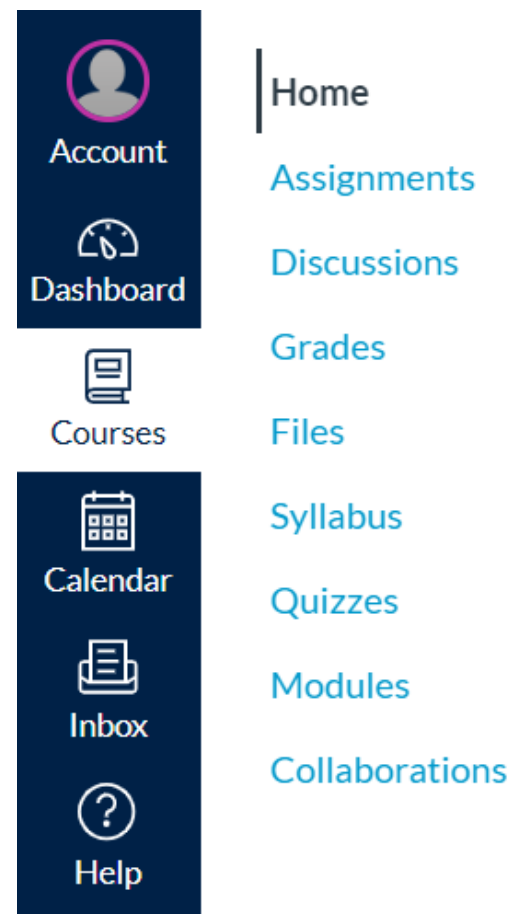 Account
Dashboard
Courses
Calendar
Inbox
Help
Home
Assignments
Discussions
Grades
Files
Syllabus
Quizzes
Modules
Collaborations